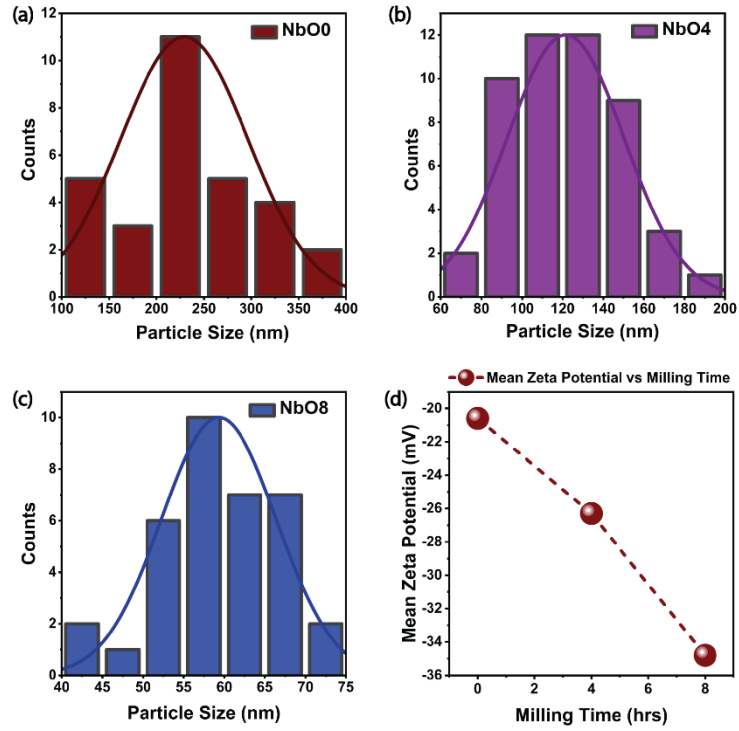 (a)
NbO0
12
10
8
6
4
2
0
Counts
100 150 200 250 300 350 400
Particle Size (nm)
(b)
NbO4
12
10
8
6
4
2
0
Counts
60 80 100 120 140 160 180 200
Particle Size (nm)
(c)
NbO8
10
8
6
4
2
0
Counts
40 45 50 55 60 65 70 75
Particle Size (nm)
Mean Zeta Potential vs Milling Time
(d)
-20
-22
-24
-26
-28
-30
-32
-34
-36
Mean Zeta Potential (mV)
0 2 4 6 8
Milling Time (hrs)